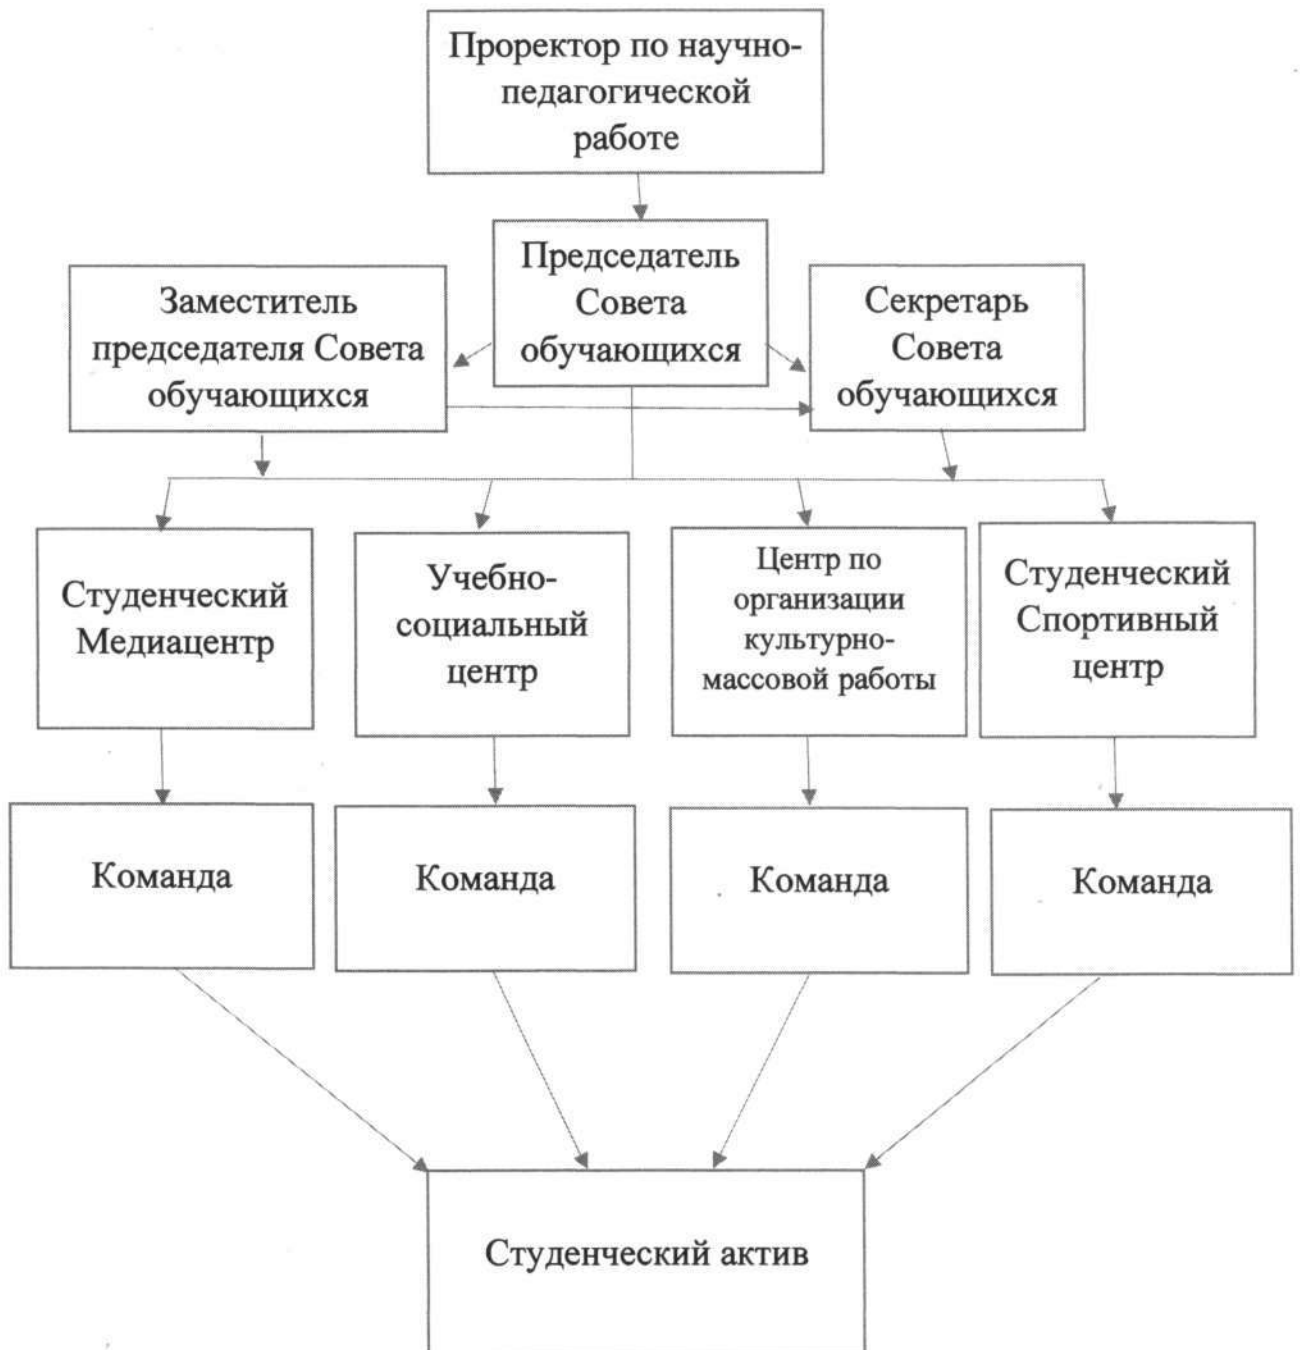 Проректор по научно-
педагогической
работе
Председатель
Совета
обучающихся
Заместитель
председателя Совета
обучающихся
Секретарь
Совета
обучающихся
Студенческий
Медиацентр
Учебно-
социальный
центр
Центр по
организации
культурно-
массовой работы
Студенческий
Спортивный
центр
Команда
Команда
Команда
Команда
Студенческий актив